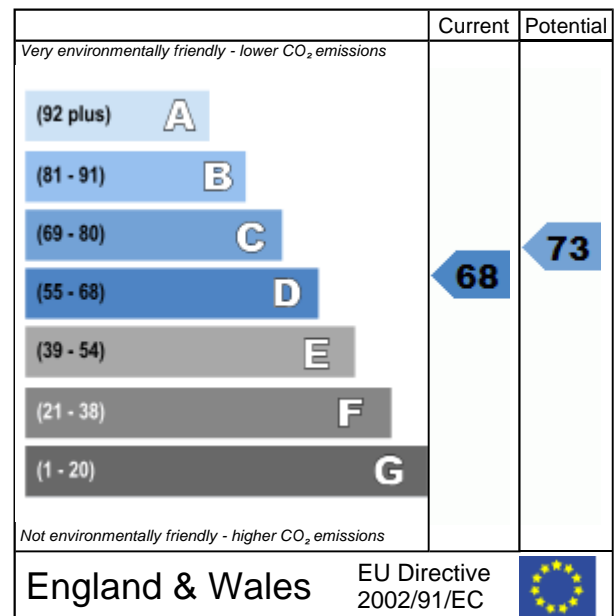 Current Potential
Very environmentally friendly - lower CO₂ emissions
(92 plus) A
(81 - 91) B
(69 - 80) C
73
(55 - 68) D
68
(39 - 54) E
(21 - 38) F
(1 - 20) G
Not environmentally friendly - higher CO₂ emissions
England & Wales
EU Directive
2002/91/EC